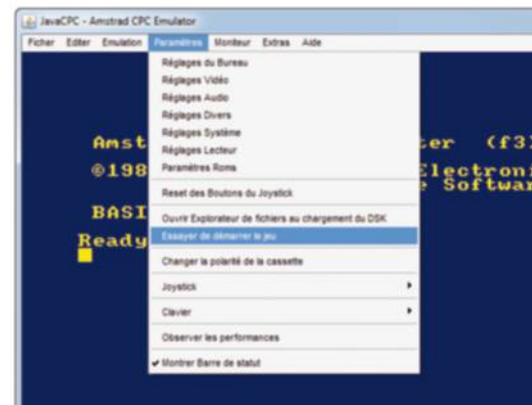 JavaCPC - Amstrad CPC Emulator
Ficher Editer Emulation Paramètres Moniteur Extras Aide
Réglages du Bureau
Réglages Vidéo
Réglages Audio
Réglages Divers
Réglages Système
Réglages Lecteur
Paramètres Roms
Reset des Boutons du Joystick
Ouvrir Explorateur de fichiers au chargement du DSK
Essayer de démarrer le jeu
Changer la polarité de la cassette
Joystick
Clavier
Observer les performances
Montrer Barre de statut
Amst ter (f3)
©198 Electroni
e Softwar
BASI
Ready